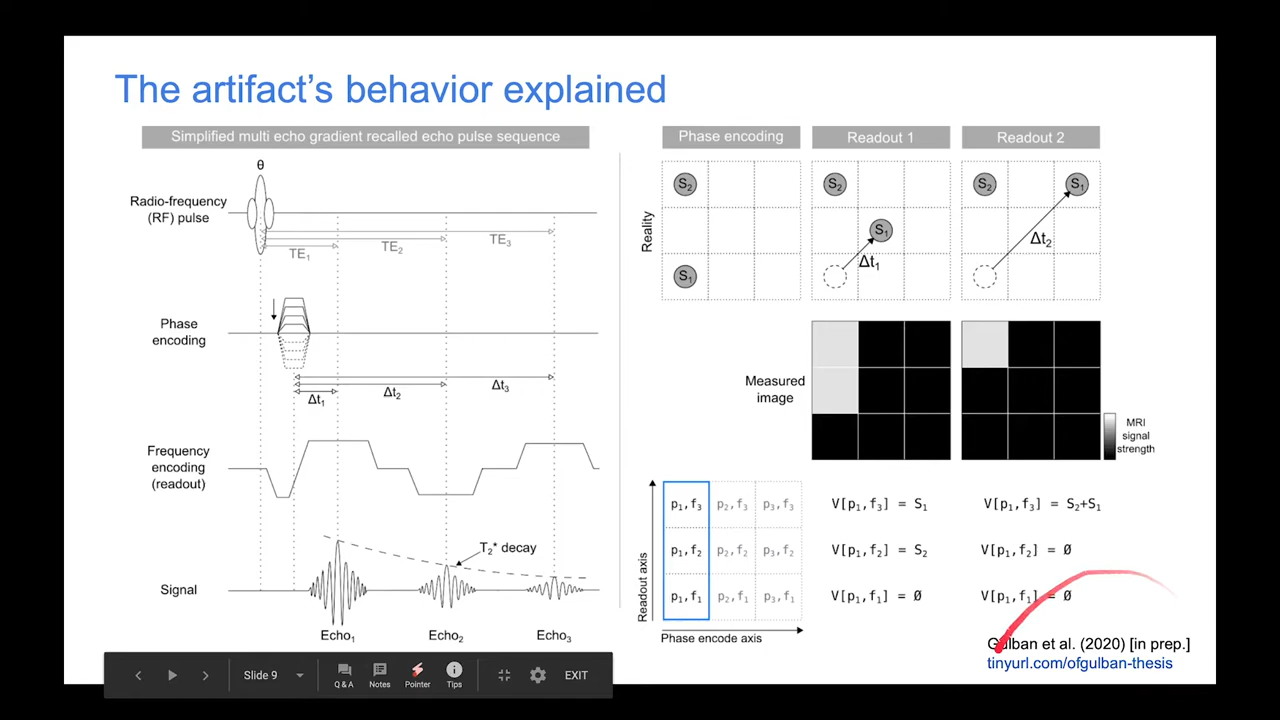 The artifact's behavior explained
Simplified multi echo gradient recalled echo pulse sequence
θ
Radio-frequency
(RF) pulse
TE1
TE2
TE3
Phase
encoding
Δt1
Δt2
Δt3
Frequency
encoding
(readout)
T2* decay
Signal
Echo1
Echo2
Echo3
Phase encoding
Readout 1
Readout 2
Reality
S2
S1
S2
S1
Δt1
S2
S1
Δt2
Measured
image
MRI
signal
strength
Readout axis
p1,f3 p2,f3 p3,f3
p1,f2 p2,f2 p3,f2
p1,f1 p2,f1 p3,f1
Phase encode axis
V[p1,f3] = S1
V[p1,f2] = S2
V[p1,f1] = Ø
V[p1,f3] = S2+S1
V[p1,f2] = Ø
V[p1,f1] = Ø
Gulban et al. (2020) [in prep.]
tinyurl.com/ofgulban-thesis
Slide 9
Q & A
Notes
Pointer
Tips
EXIT